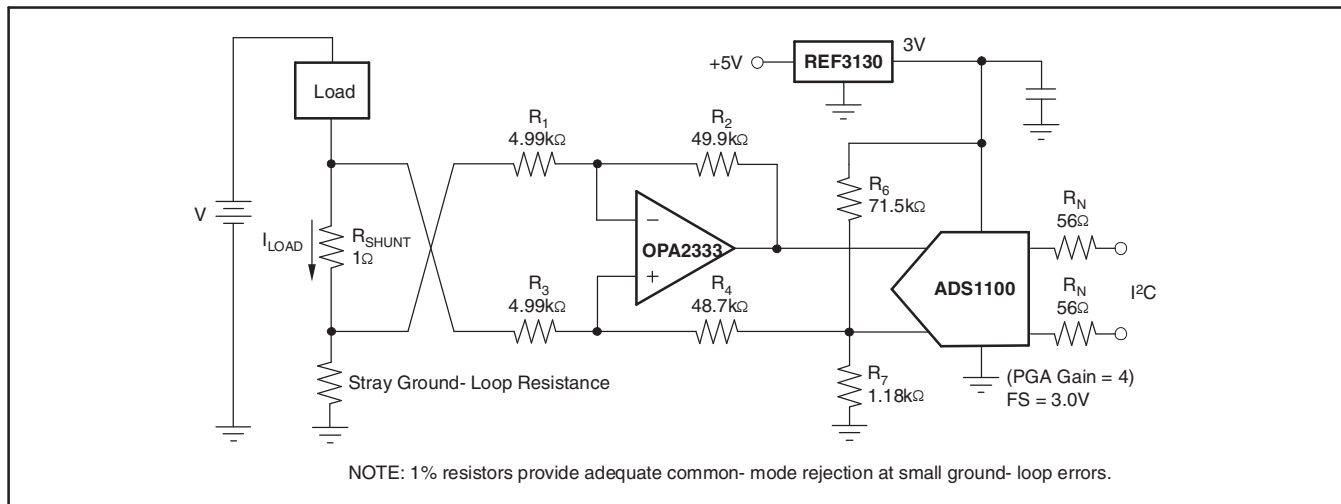 REF3130
3V
+5V
Load
R1
4.99kΩ
R2
49.9kΩ
R6
71.5kΩ
RN
56Ω
V
ILOAD
RSHUNT
1Ω
−
OPA2333
+
ADS1100
RN
56Ω
I²C
R3
4.99kΩ
R4
48.7kΩ
Stray Ground- Loop Resistance
R7
1.18kΩ
(PGA Gain = 4)
FS = 3.0V
NOTE: 1% resistors provide adequate common- mode rejection at small ground- loop errors.